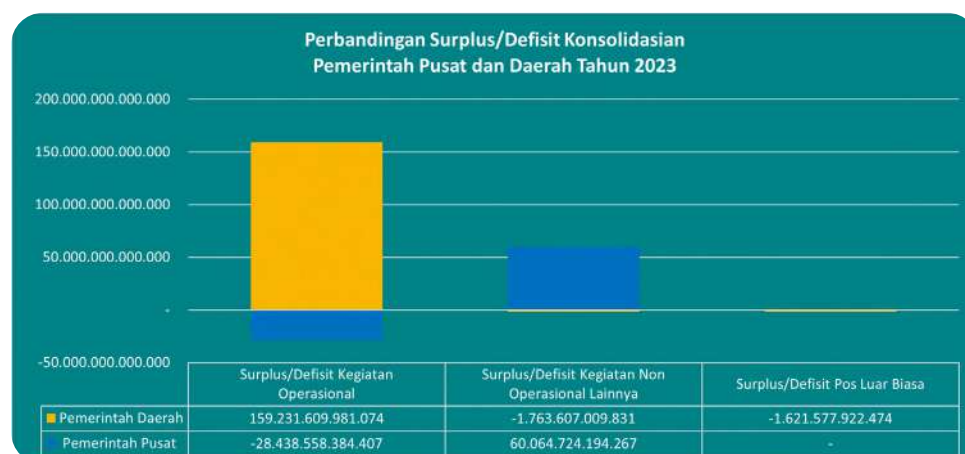 Perbandingan Surplus/Defisit Konsolidasian
Pemerintah Pusat dan Daerah Tahun 2023
200.000.000.000.000
150.000.000.000.000
100.000.000.000.000
50.000.000.000.000
-
-50.000.000.000.000
Surplus/Defisit Kegiatan
Operasional
Surplus/Defisit Kegiatan Non
Operasional Lainnya
Surplus/Defisit Pos Luar Biasa
Pemerintah Daerah 159.231.609.981.074 -1.763.607.009.831 -1.621.577.922.474
Pemerintah Pusat -28.438.558.384.407 60.064.724.194.267 -